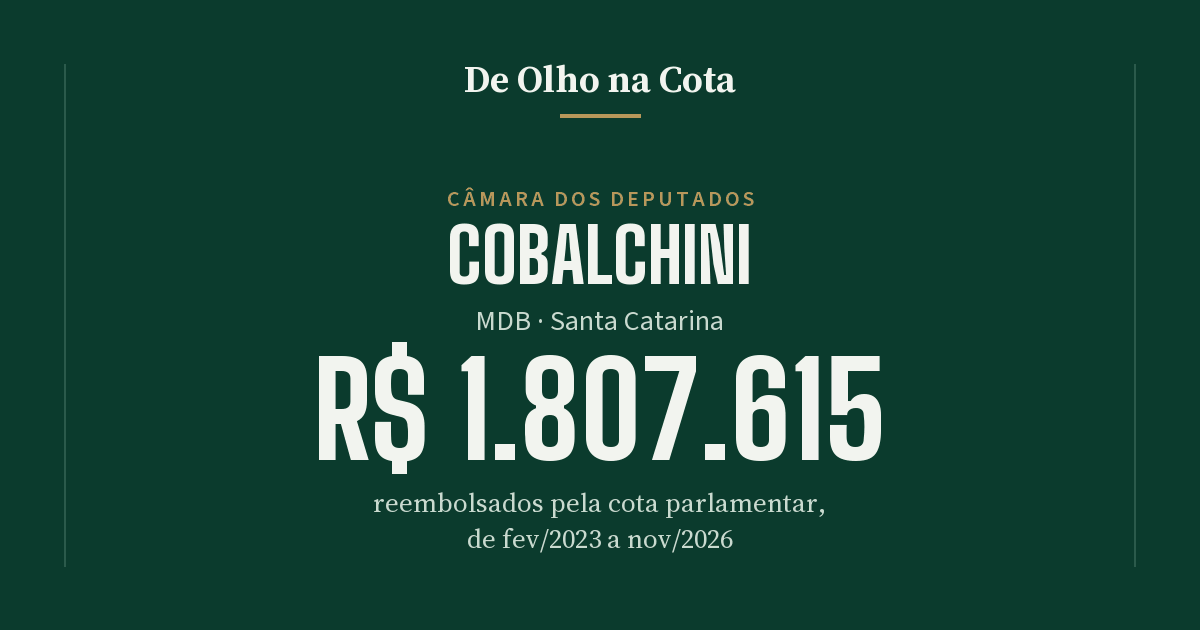 De Olho na Cota
CÂMARA DOS DEPUTADOS
COBALCHINI
MDB · Santa Catarina
R$ 1.807.615
reembolsados pela cota parlamentar,
de fev/2023 a nov/2026